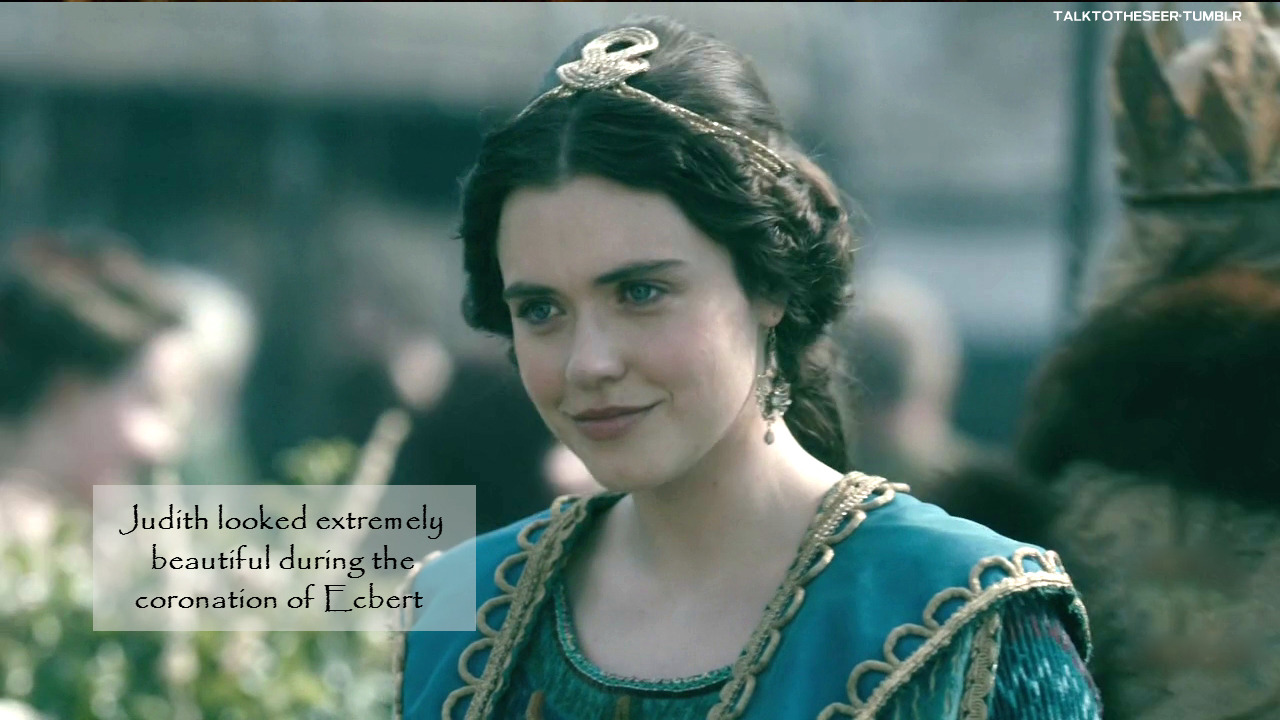 TALKTOTHESEER·TUMBLR
Judith looked extremely
beautiful during the
coronation of Ecbert